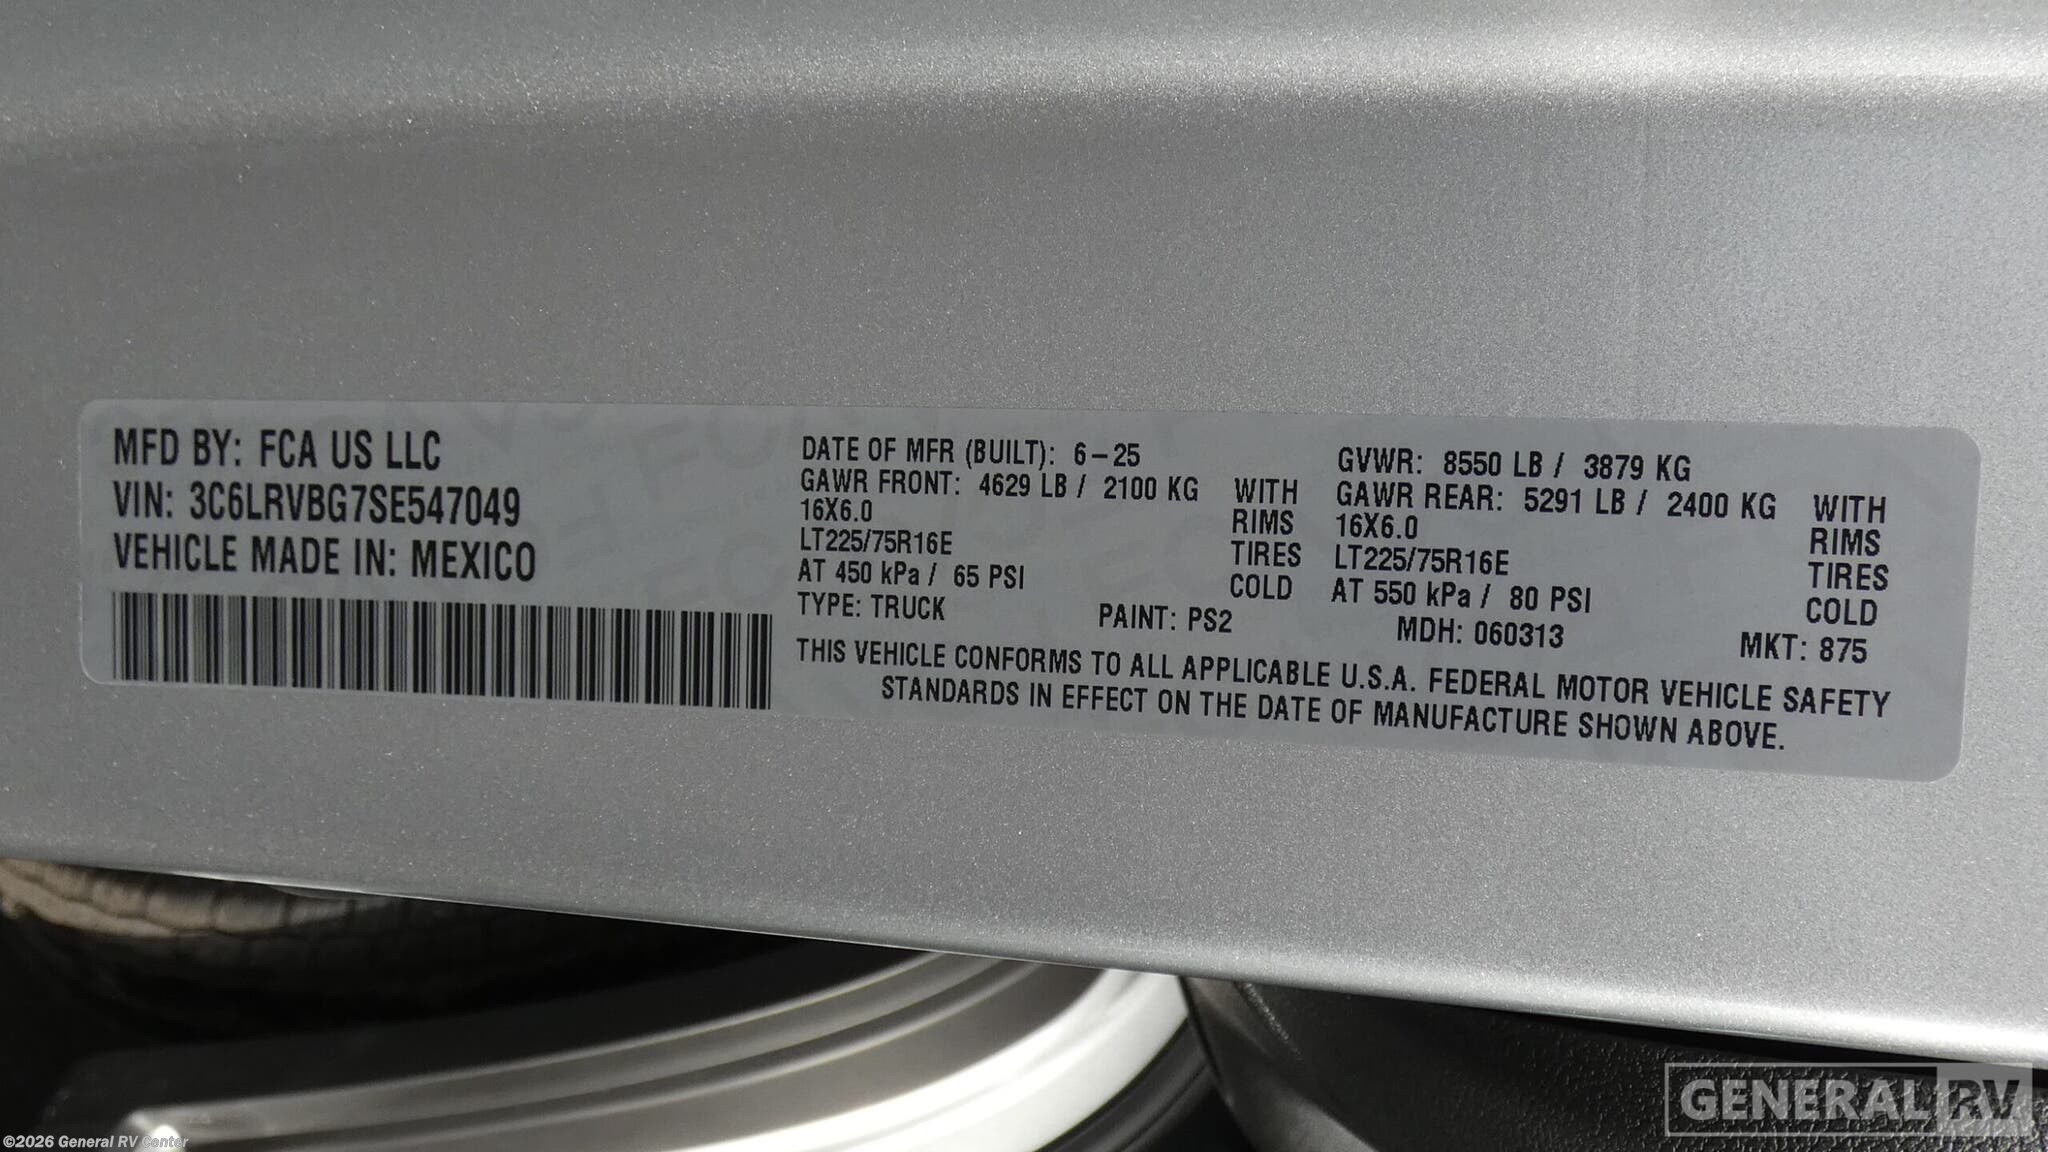 MFD BY: FCA US LLC
VIN: 3C6LRVBG7SE547049
VEHICLE MADE IN: MEXICO
DATE OF MFR (BUILT): 6-25
GVWR: 8550 LB / 3879 KG
GAWR FRONT: 4629 LB / 2100 KG WITH
16X6.0 RIMS
LT225/75R16E TIRES
AT 450 kPa / 65 PSI COLD
GAWR REAR: 5291 LB / 2400 KG WITH
16X6.0 RIMS
LT225/75R16E TIRES
AT 550 kPa / 80 PSI COLD
TYPE: TRUCK PAINT: PS2 MDH: 060313 MKT: 875
THIS VEHICLE CONFORMS TO ALL APPLICABLE U.S.A. FEDERAL MOTOR VEHICLE SAFETY
STANDARDS IN EFFECT ON THE DATE OF MANUFACTURE SHOWN ABOVE.
GENERAL RV
©2026 General RV Center